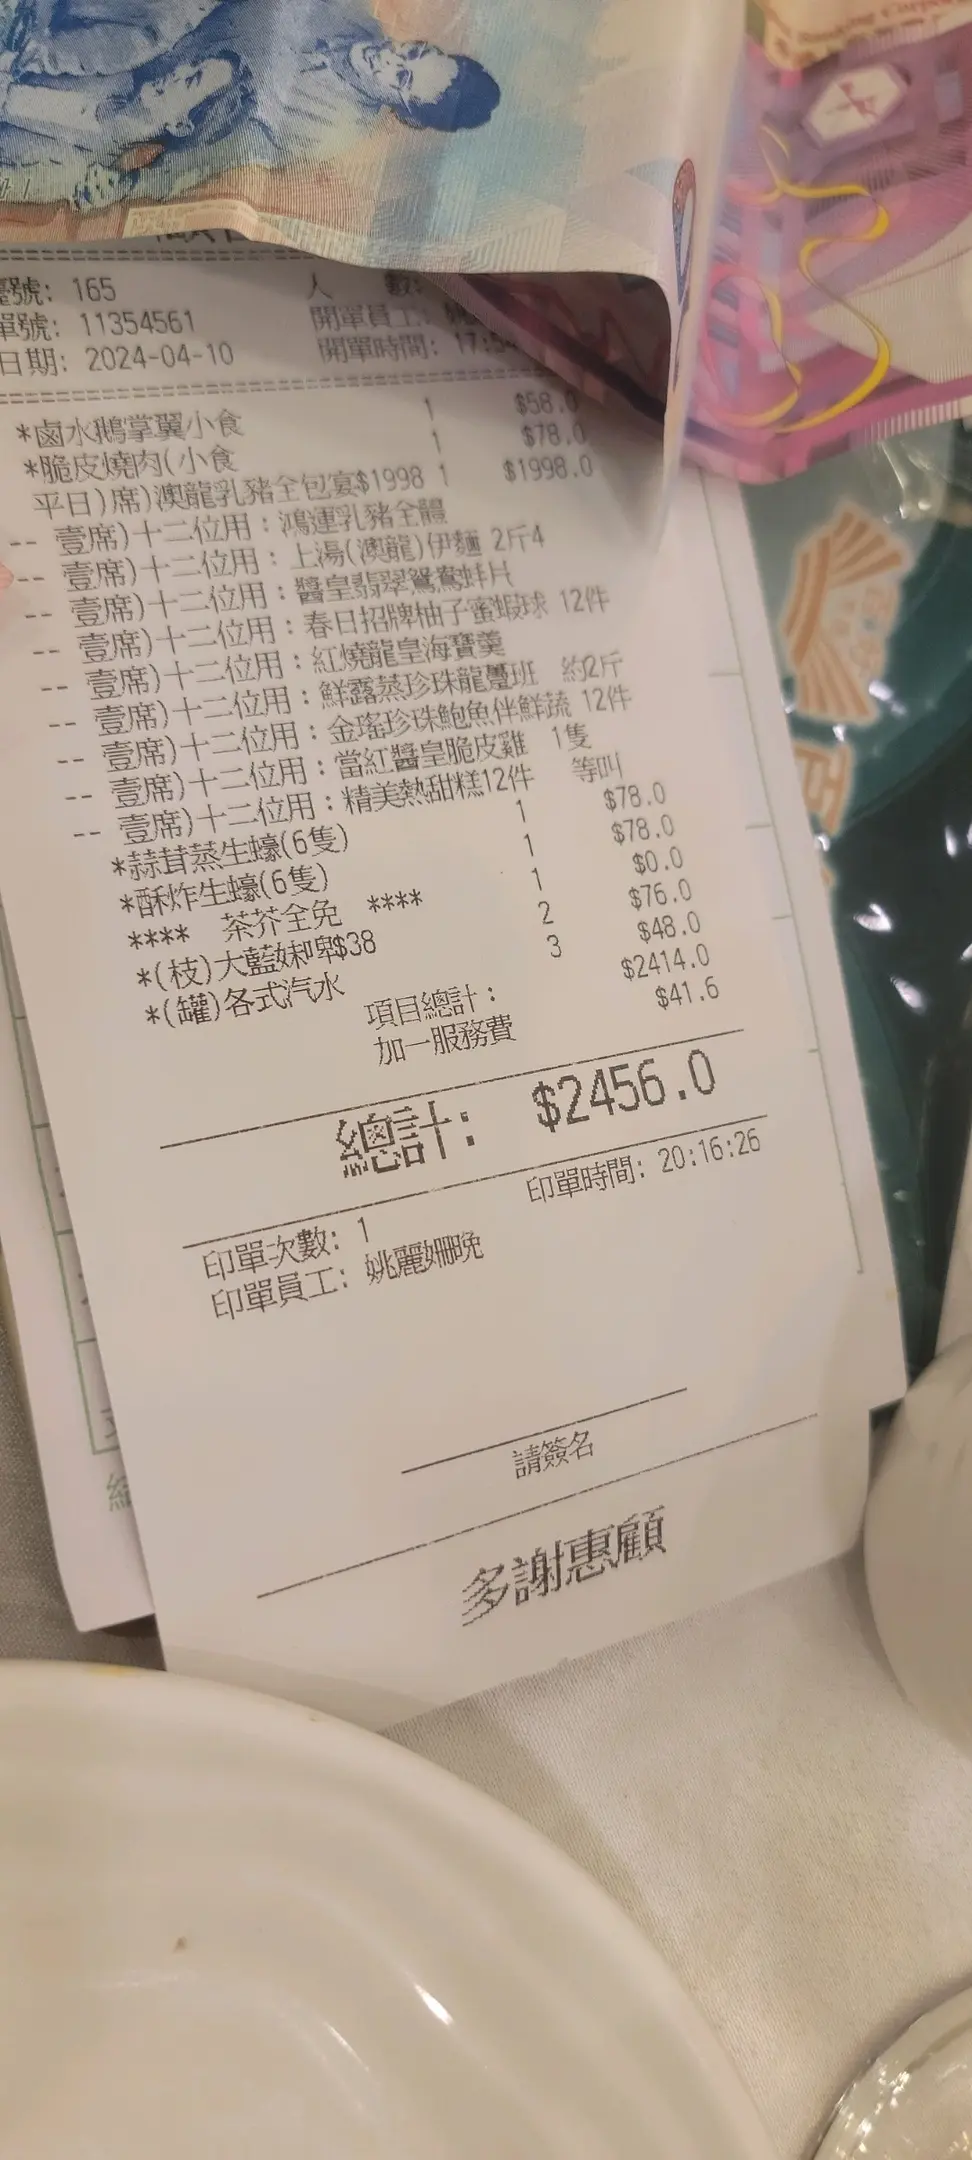 號: 165 人 數:
單號: 11354561 開單員工:
日期: 2024-04-10 開單時間: 17:5
*鹵水鵝掌翼小食 1 $58.0
*脆皮燒肉(小食 1 $78.0
平日)席)澳龍乳豬全包宴$1998 1 $1998.0
-- 壹席)十二位用:鴻運乳豬全體
-- 壹席)十二位用:上湯(澳龍)伊麵 2斤4
-- 壹席)十二位用:醬皇翡翠鴛鴦蚌片
-- 壹席)十二位用:春日招牌柚子蜜蝦球 12件
-- 壹席)十二位用:紅燒龍皇海寶羹
-- 壹席)十二位用:鮮露蒸珍珠龍躉班 約2斤
-- 壹席)十二位用:金瑤珍珠鮑魚伴鮮蔬 12件
-- 壹席)十二位用:當紅醬皇脆皮雞 1隻
-- 壹席)十二位用:精美熱甜糕12件 等叫
*蒜茸蒸生蠔(6隻) 1 $78.0
*酥炸生蠔(6隻) 1 $78.0
**** 茶芥全免 **** 1 $0.0
*(枝)大藍妹啤$38 2 $76.0
*(罐)各式汽水 3 $48.0
項目總計: $2414.0
加一服務費 $41.6
總計: $2456.0
印單時間: 20:16:26
印單次數: 1
印單員工: 姚麗姍晚
請簽名
多謝惠顧